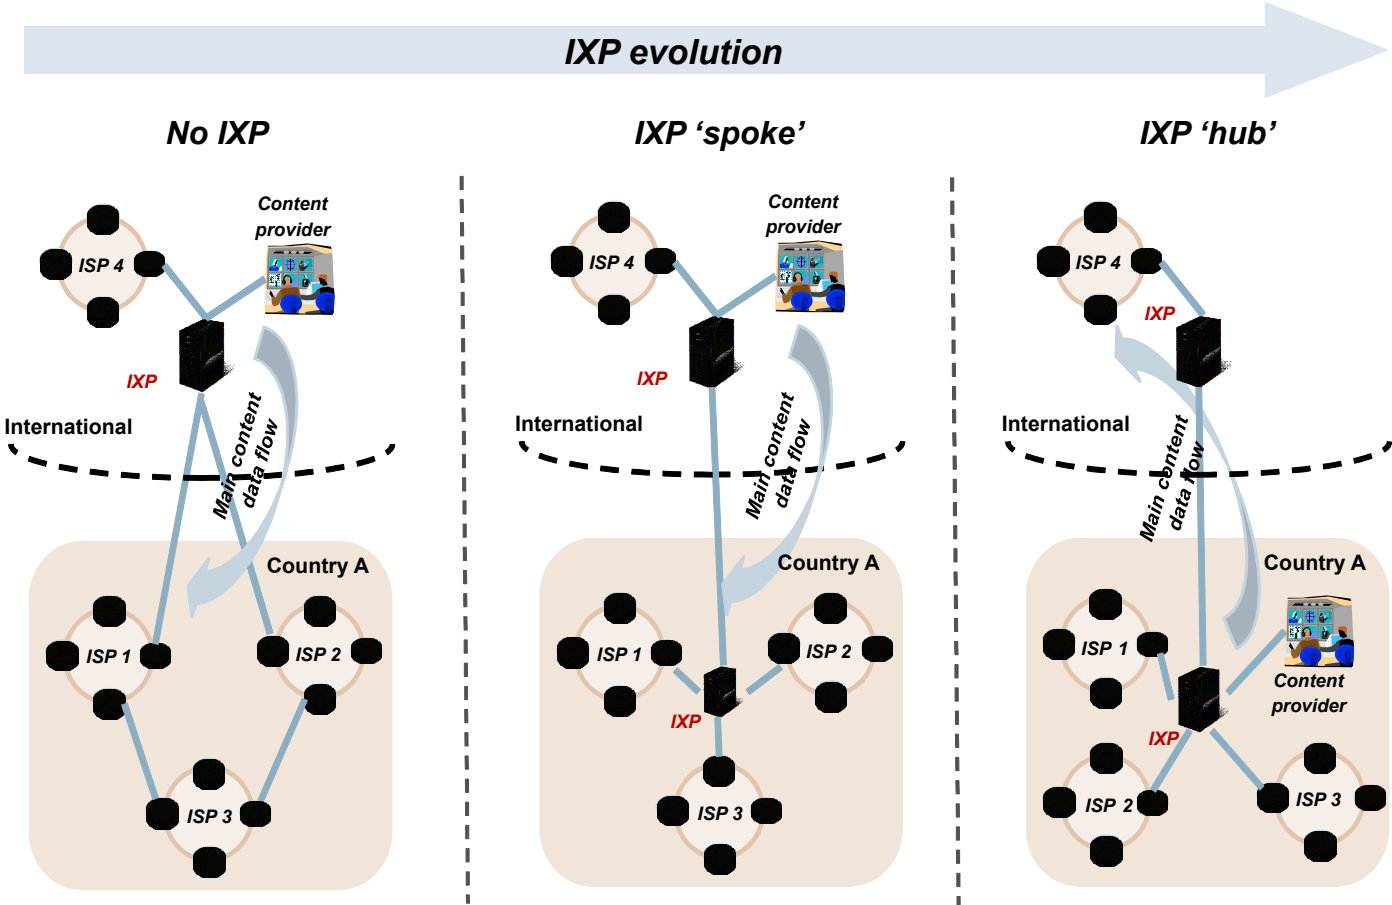 IXP evolution
No IXP
Content
provider
ISP 4
IXP
International
Main content
data flow
Country A
ISP 1
ISP 2
ISP 3
IXP ‘spoke’
Content
provider
ISP 4
IXP
International
Main content
data flow
Country A
ISP 1
ISP 2
IXP
ISP 3
IXP ‘hub’
ISP 4
IXP
International
Main content
data flow
Country A
ISP 1
Content
provider
IXP
ISP 2
ISP 3